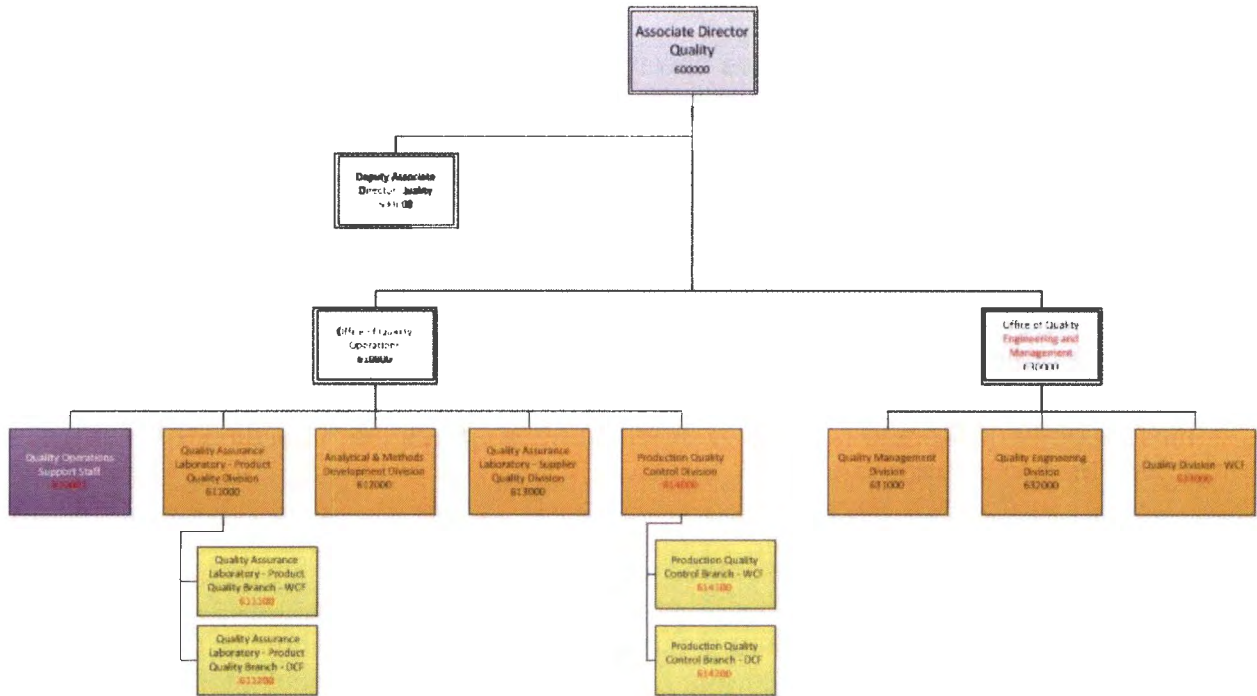 Associate Director
Quality
600000
Deputy Associate
Director Quality
Office of Quality
Operations
610000
Office of Quality
Engineering and
Management
630000
Quality Operations
Support Staff
Quality Assurance
Laboratory - Product
Quality Division
611000
Analytical & Methods
Development Division
612000
Quality Assurance
Laboratory - Supplier
Quality Division
613000
Production Quality
Control Division
614000
Quality Management
Division
631000
Quality Engineering
Division
632000
Quality Division - WCF
633000
Quality Assurance
Laboratory - Product
Quality Branch - WCF
611100
Quality Assurance
Laboratory - Product
Quality Branch - DCF
611200
Production Quality
Control Branch - WCF
614100
Production Quality
Control Branch - DCF
614200